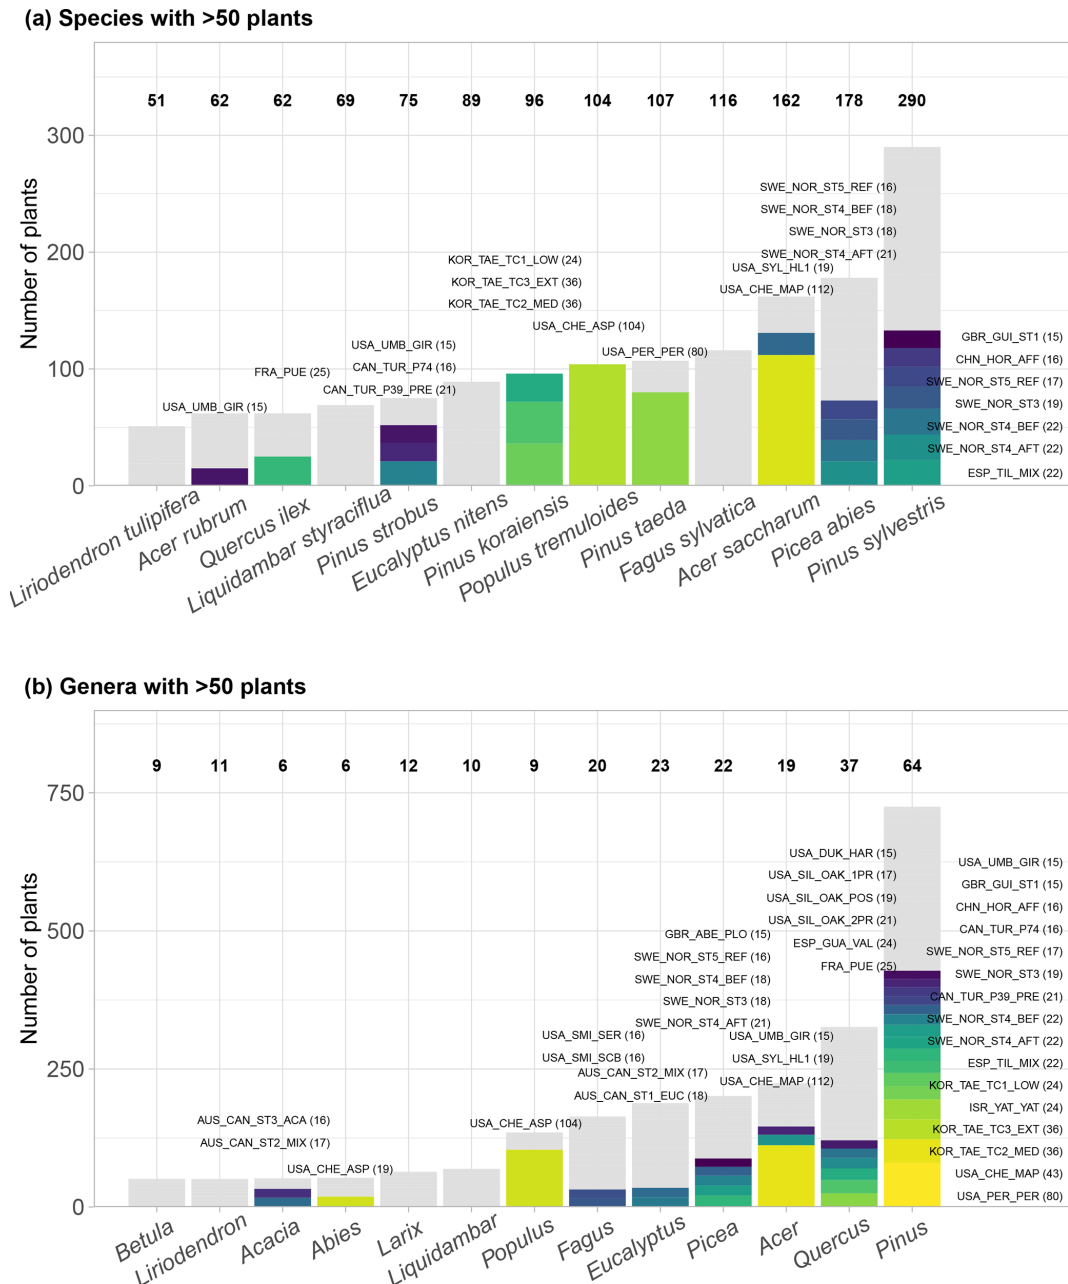 (a) Species with >50 plants
51 62 62 69 75 89 96 104 107 116 162 178 290
Number of plants
300
200
100
0
USA_UMB_GIR (15)
FRA_PUE (25)
USA_UMB_GIR (15)
CAN_TUR_P74 (16)
CAN_TUR_P39_PRE (21)
KOR_TAE_TC1_LOW (24)
KOR_TAE_TC3_EXT (36)
KOR_TAE_TC2_MED (36)
USA_CHE_ASP (104)
USA_PER_PER (80)
USA_SYL_HL1 (19)
USA_CHE_MAP (112)
SWE_NOR_ST5_REF (16)
SWE_NOR_ST4_BEF (18)
SWE_NOR_ST3 (18)
SWE_NOR_ST4_AFT (21)
GBR_GUI_ST1 (15)
CHN_HOR_AFF (16)
SWE_NOR_ST5_REF (17)
SWE_NOR_ST3 (19)
SWE_NOR_ST4_BEF (22)
SWE_NOR_ST4_AFT (22)
ESP_TIL_MIX (22)
Liriodendron tulipifera
Acer rubrum
Quercus ilex
Liquidambar styraciflua
Pinus strobus
Eucalyptus nitens
Pinus koraiensis
Populus tremuloides
Pinus taeda
Fagus sylvatica
Acer saccharum
Picea abies
Pinus sylvestris
(b) Genera with >50 plants
9 11 6 6 12 10 9 20 23 22 19 37 64
Number of plants
750
500
250
0
AUS_CAN_ST3_ACA (16)
AUS_CAN_ST2_MIX (17)
USA_CHE_ASP (19)
USA_CHE_ASP (104)
USA_SMI_SER (16)
USA_SMI_SCB (16)
AUS_CAN_ST2_MIX (17)
AUS_CAN_ST1_EUC (18)
GBR_ABE_PLO (15)
SWE_NOR_ST5_REF (16)
SWE_NOR_ST4_BEF (18)
SWE_NOR_ST3 (18)
SWE_NOR_ST4_AFT (21)
USA_UMB_GIR (15)
USA_SYL_HL1 (19)
USA_CHE_MAP (112)
USA_DUK_HAR (15)
USA_SIL_OAK_1PR (17)
USA_SIL_OAK_POS (19)
USA_SIL_OAK_2PR (21)
ESP_GUA_VAL (24)
FRA_PUE (25)
USA_UMB_GIR (15)
GBR_GUI_ST1 (15)
CHN_HOR_AFF (16)
CAN_TUR_P74 (16)
SWE_NOR_ST5_REF (17)
SWE_NOR_ST3 (19)
CAN_TUR_P39_PRE (21)
SWE_NOR_ST4_BEF (22)
SWE_NOR_ST4_AFT (22)
ESP_TIL_MIX (22)
KOR_TAE_TC1_LOW (24)
ISR_YAT_YAT (24)
KOR_TAE_TC3_EXT (36)
KOR_TAE_TC2_MED (36)
USA_CHE_MAP (43)
USA_PER_PER (80)
Betula
Liriodendron
Acacia
Abies
Larix
Liquidambar
Populus
Fagus
Eucalyptus
Picea
Acer
Quercus
Pinus